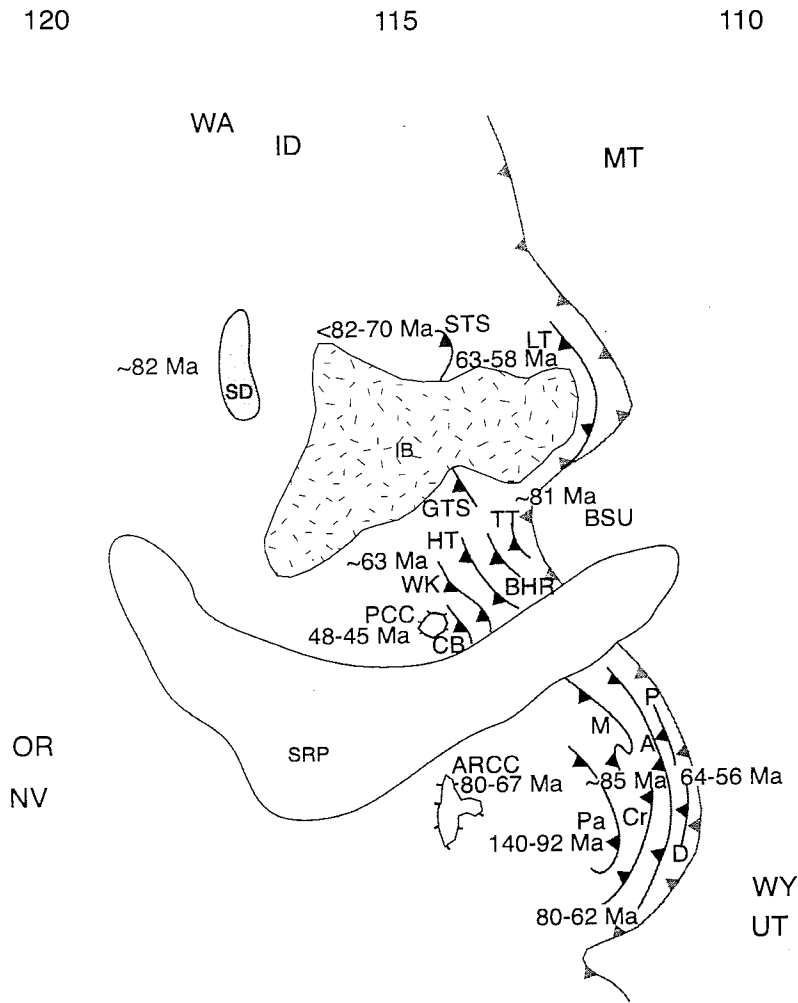 120 115 110
WA
ID
MT
<82-70 Ma STS
LT
63-58 Ma
~82 Ma
SD
IB
~81 Ma
GTS
TT
BSU
HT
~63 Ma
WK
BHR
PCC
48-45 Ma
CB
P
M
OR
A
SRP
ARCC
~80-67 Ma
~85 Ma
64-56 Ma
NV
Pa
Cr
140-92 Ma
D
WY
80-62 Ma
UT